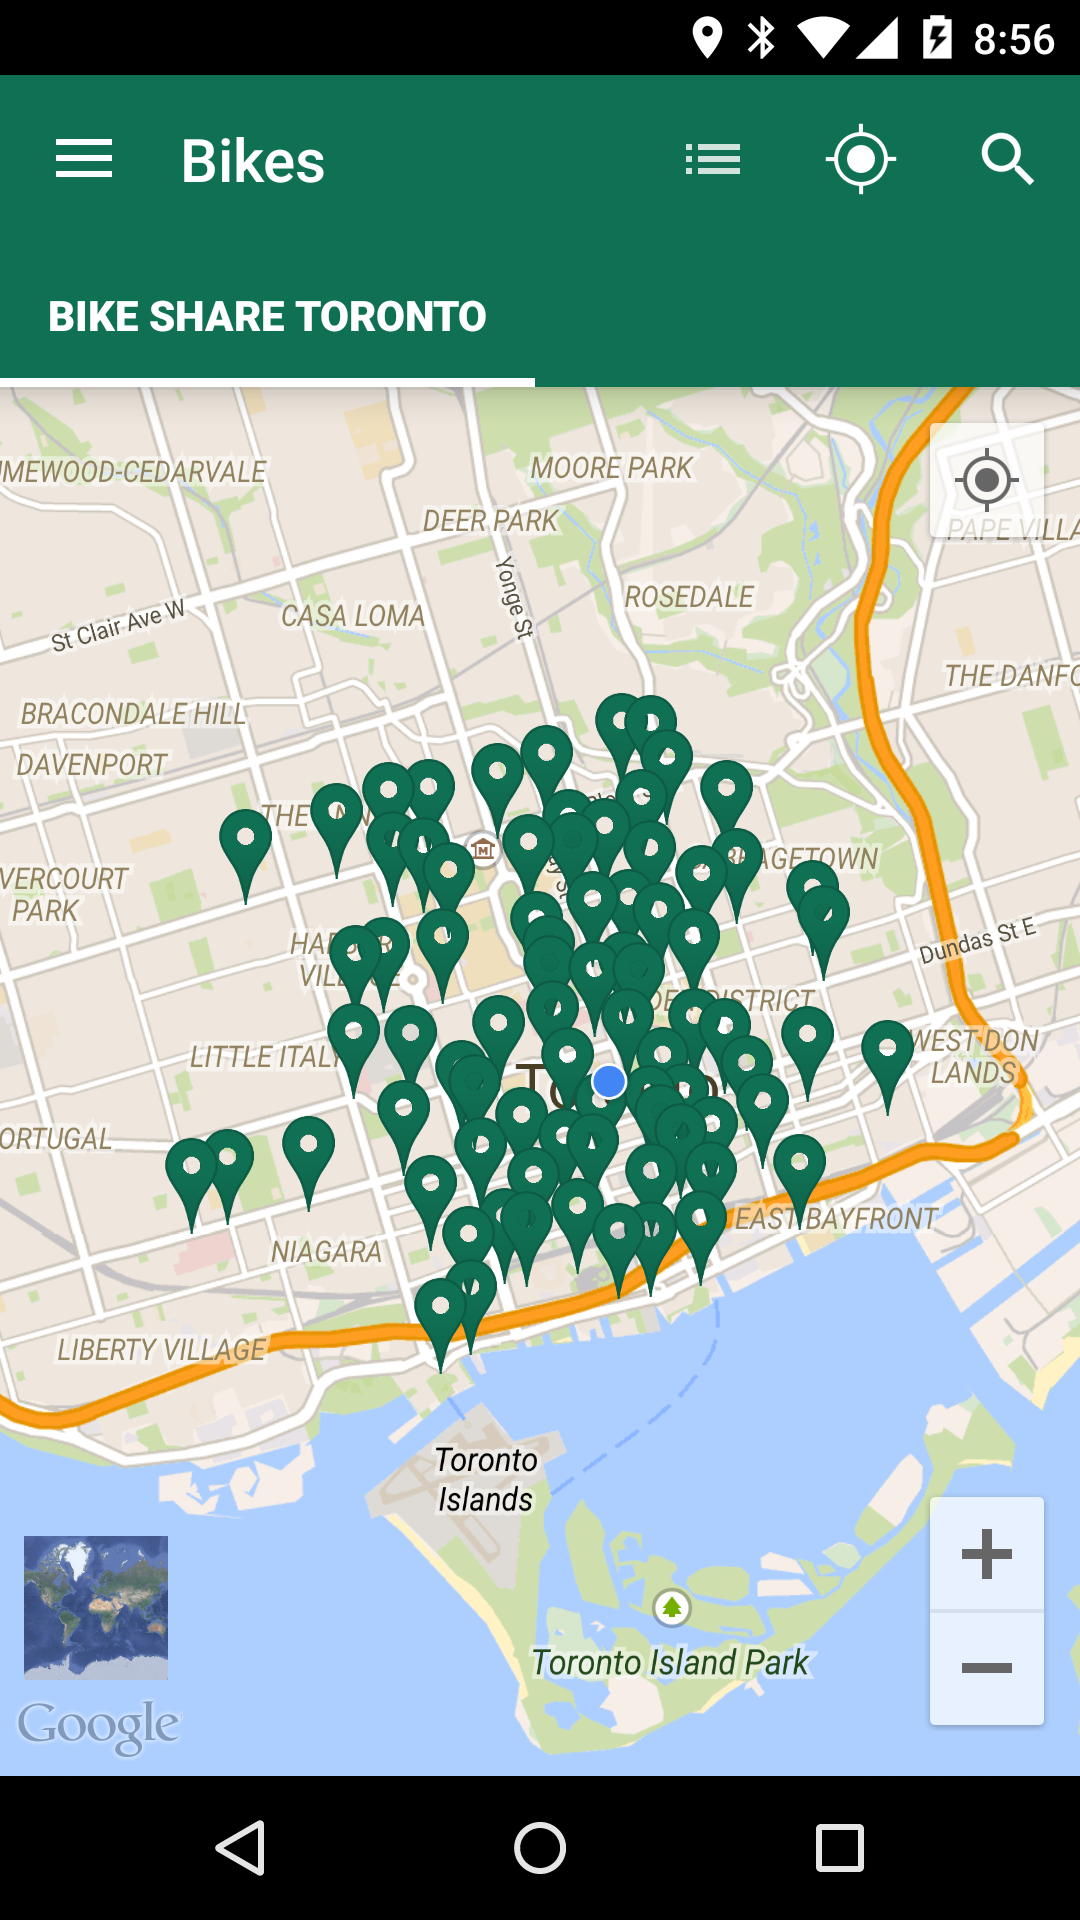 8:56
Bikes
BIKE SHARE TORONTO
MEWOOD-CEDARVALE
MOORE PARK
DEER PARK
PAPE VILLA
Yonge St
ROSEDALE
St Clair Ave W
CASA LOMA
THE DANFO
BRACONDALE HILL
DAVENPORT
THE
VERCOURT
PARK
AGETOWN
Dundas St E
HA
VIL
DISTRICT
WEST DON
LANDS
LITTLE ITAL
To
ORTUGAL
EAST BAYFRONT
NIAGARA
LIBERTY VILLAGE
Toronto
Islands
Toronto Island Park
Google